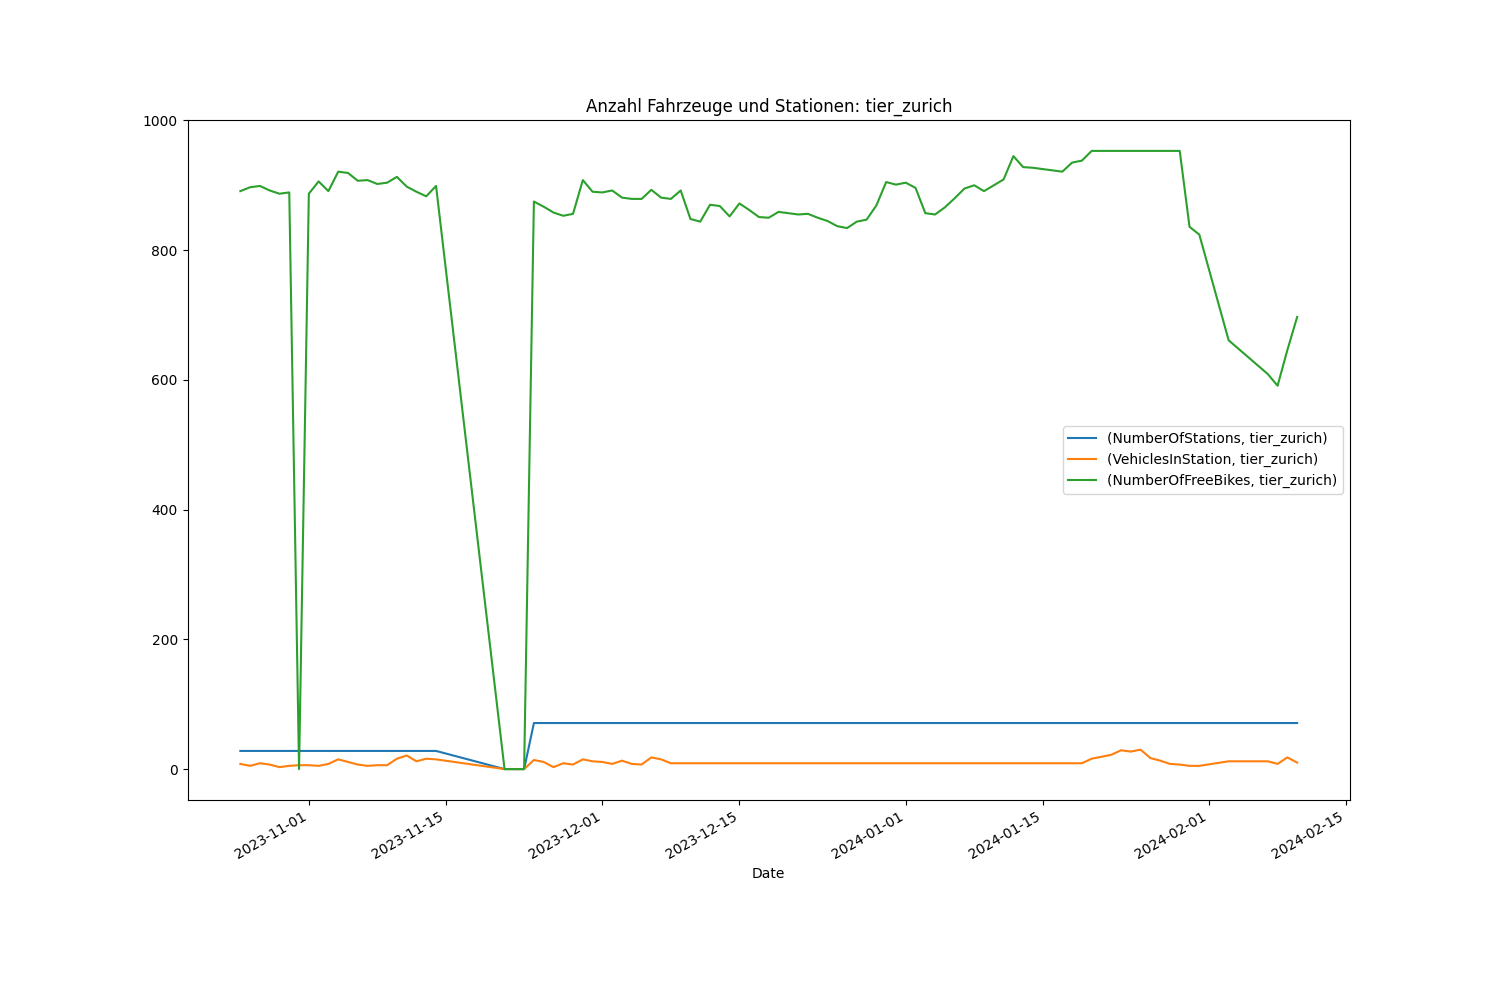 Anzahl Fahrzeuge und Stationen: tier_zurich
1000
800
600
400
200
0
(NumberOfStations, tier_zurich)
(VehiclesInStation, tier_zurich)
(NumberOfFreeBikes, tier_zurich)
2023-11-01
2023-11-15
2023-12-01
2023-12-15
2024-01-01
2024-01-15
2024-02-01
2024-02-15
Date